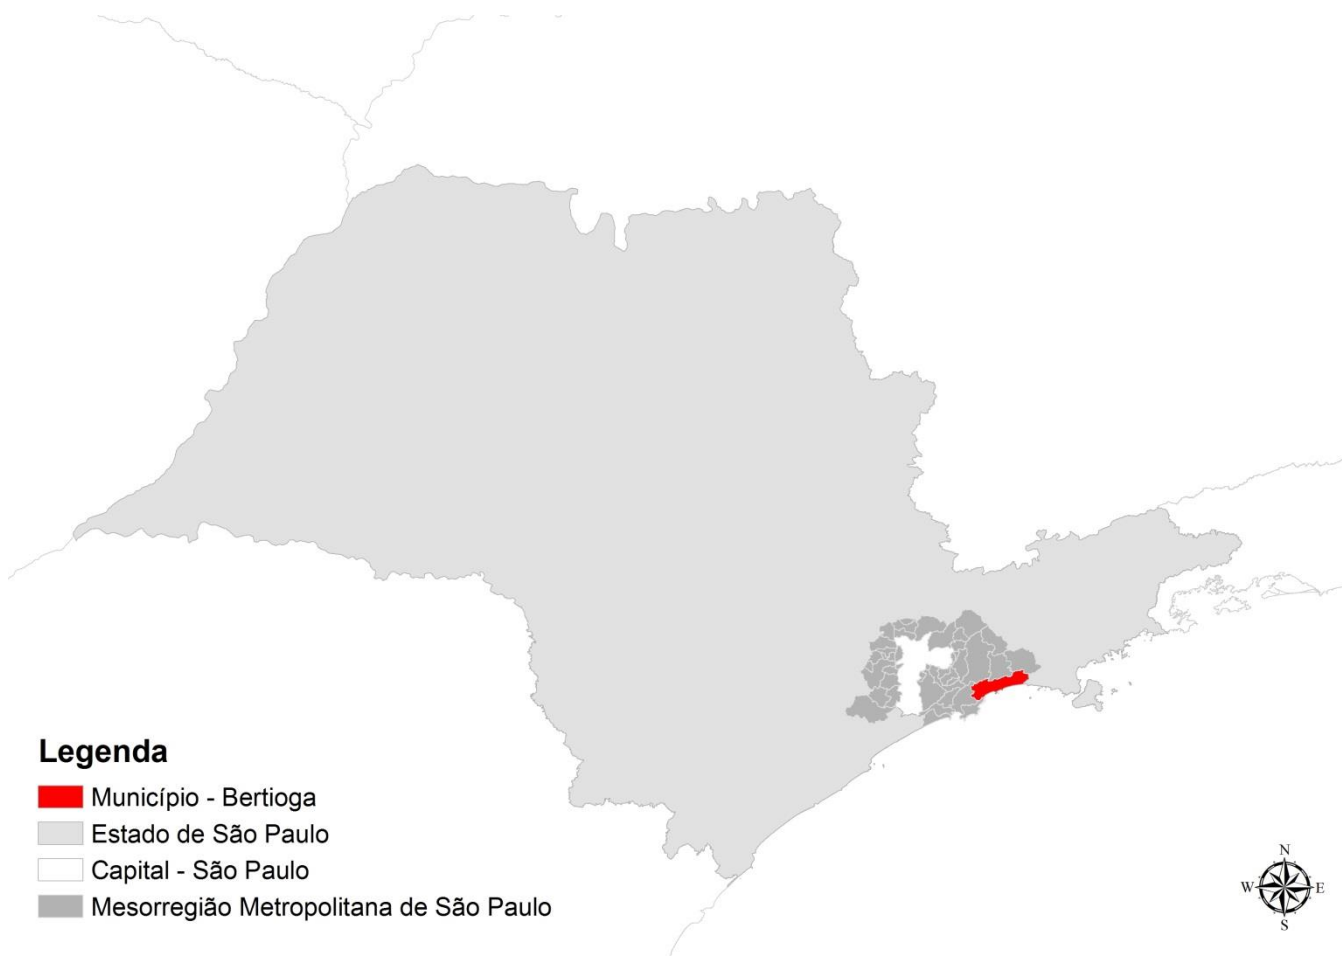 Legenda
Município - Bertioga
Estado de São Paulo
Capital - São Paulo
Mesorregião Metropolitana de São Paulo
N
W E
S